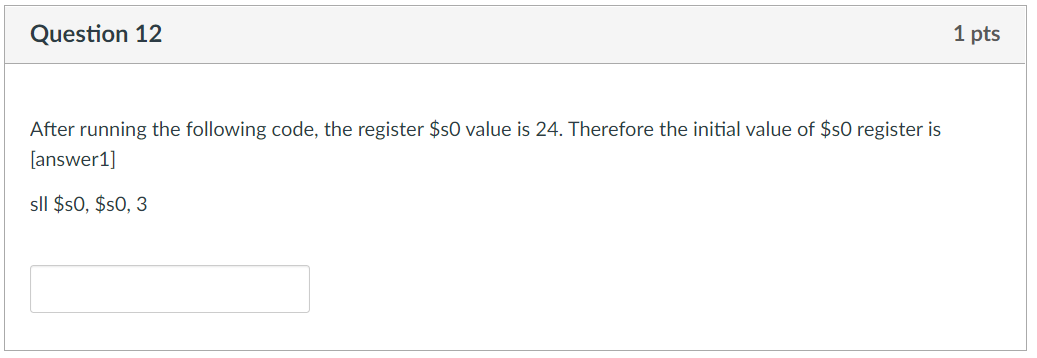 Question 12
1 pts
After running the following code, the register $s0 value is 24. Therefore the initial value of $s0 register is
[answer1]
sll $s0, $s0, 3